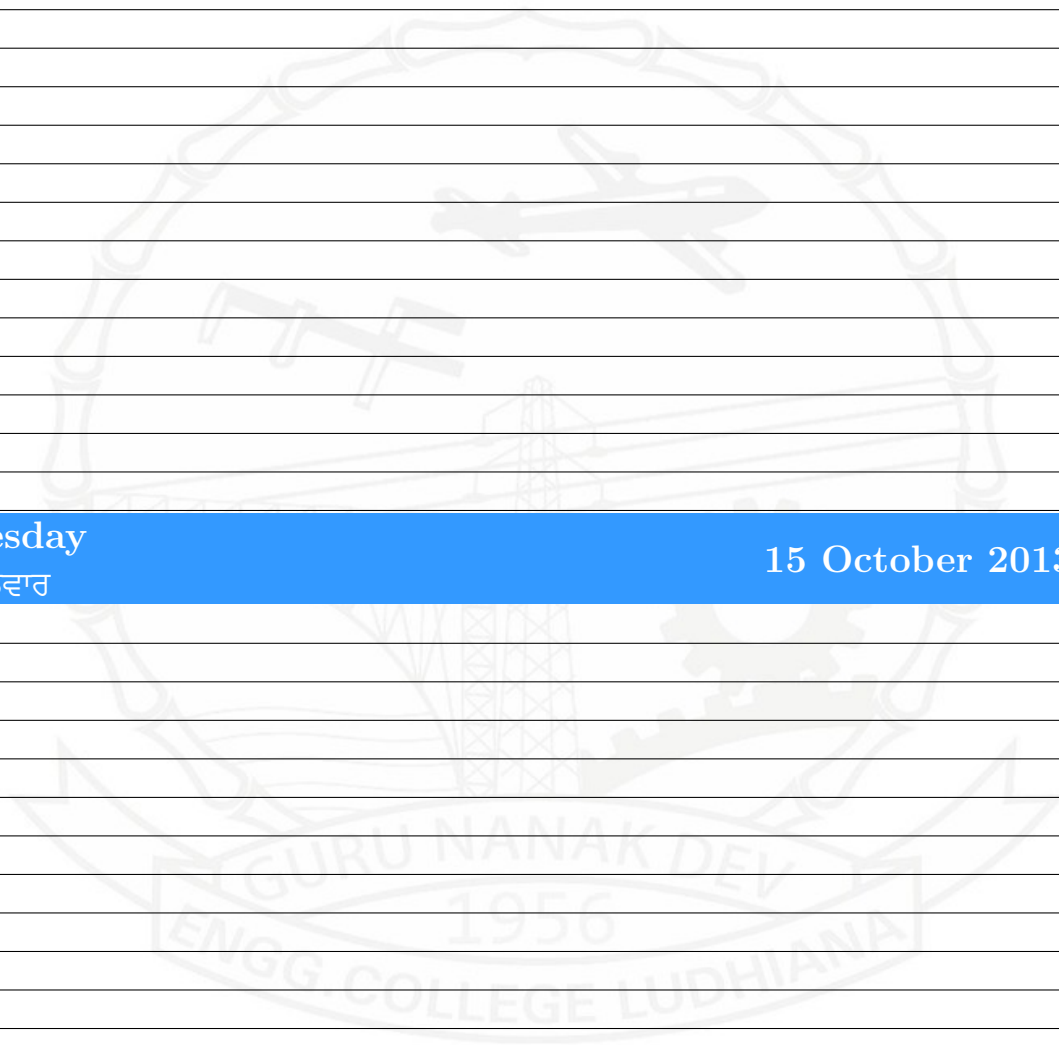 esday
ਵਾਰ
15 October 2013
GURU NANAK DEV
1956
ENGG. COLLEGE LUDHIANA